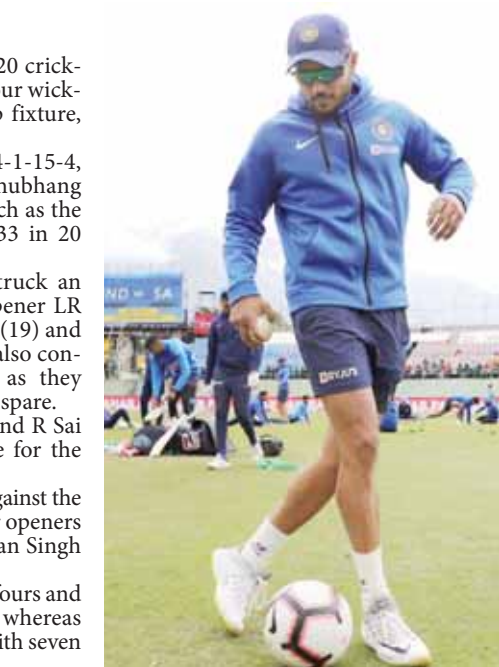 20 crick-
our wick-
fixture,
4-1-15-4,
hubhang
ch as the
33 in 20
truck an
pener LR
(19) and
also con-
as they
spare.
nd R Sai
e for the
gainst the
openers
an Singh
fours and
whereas
ith seven
ND SA
BYJU'S